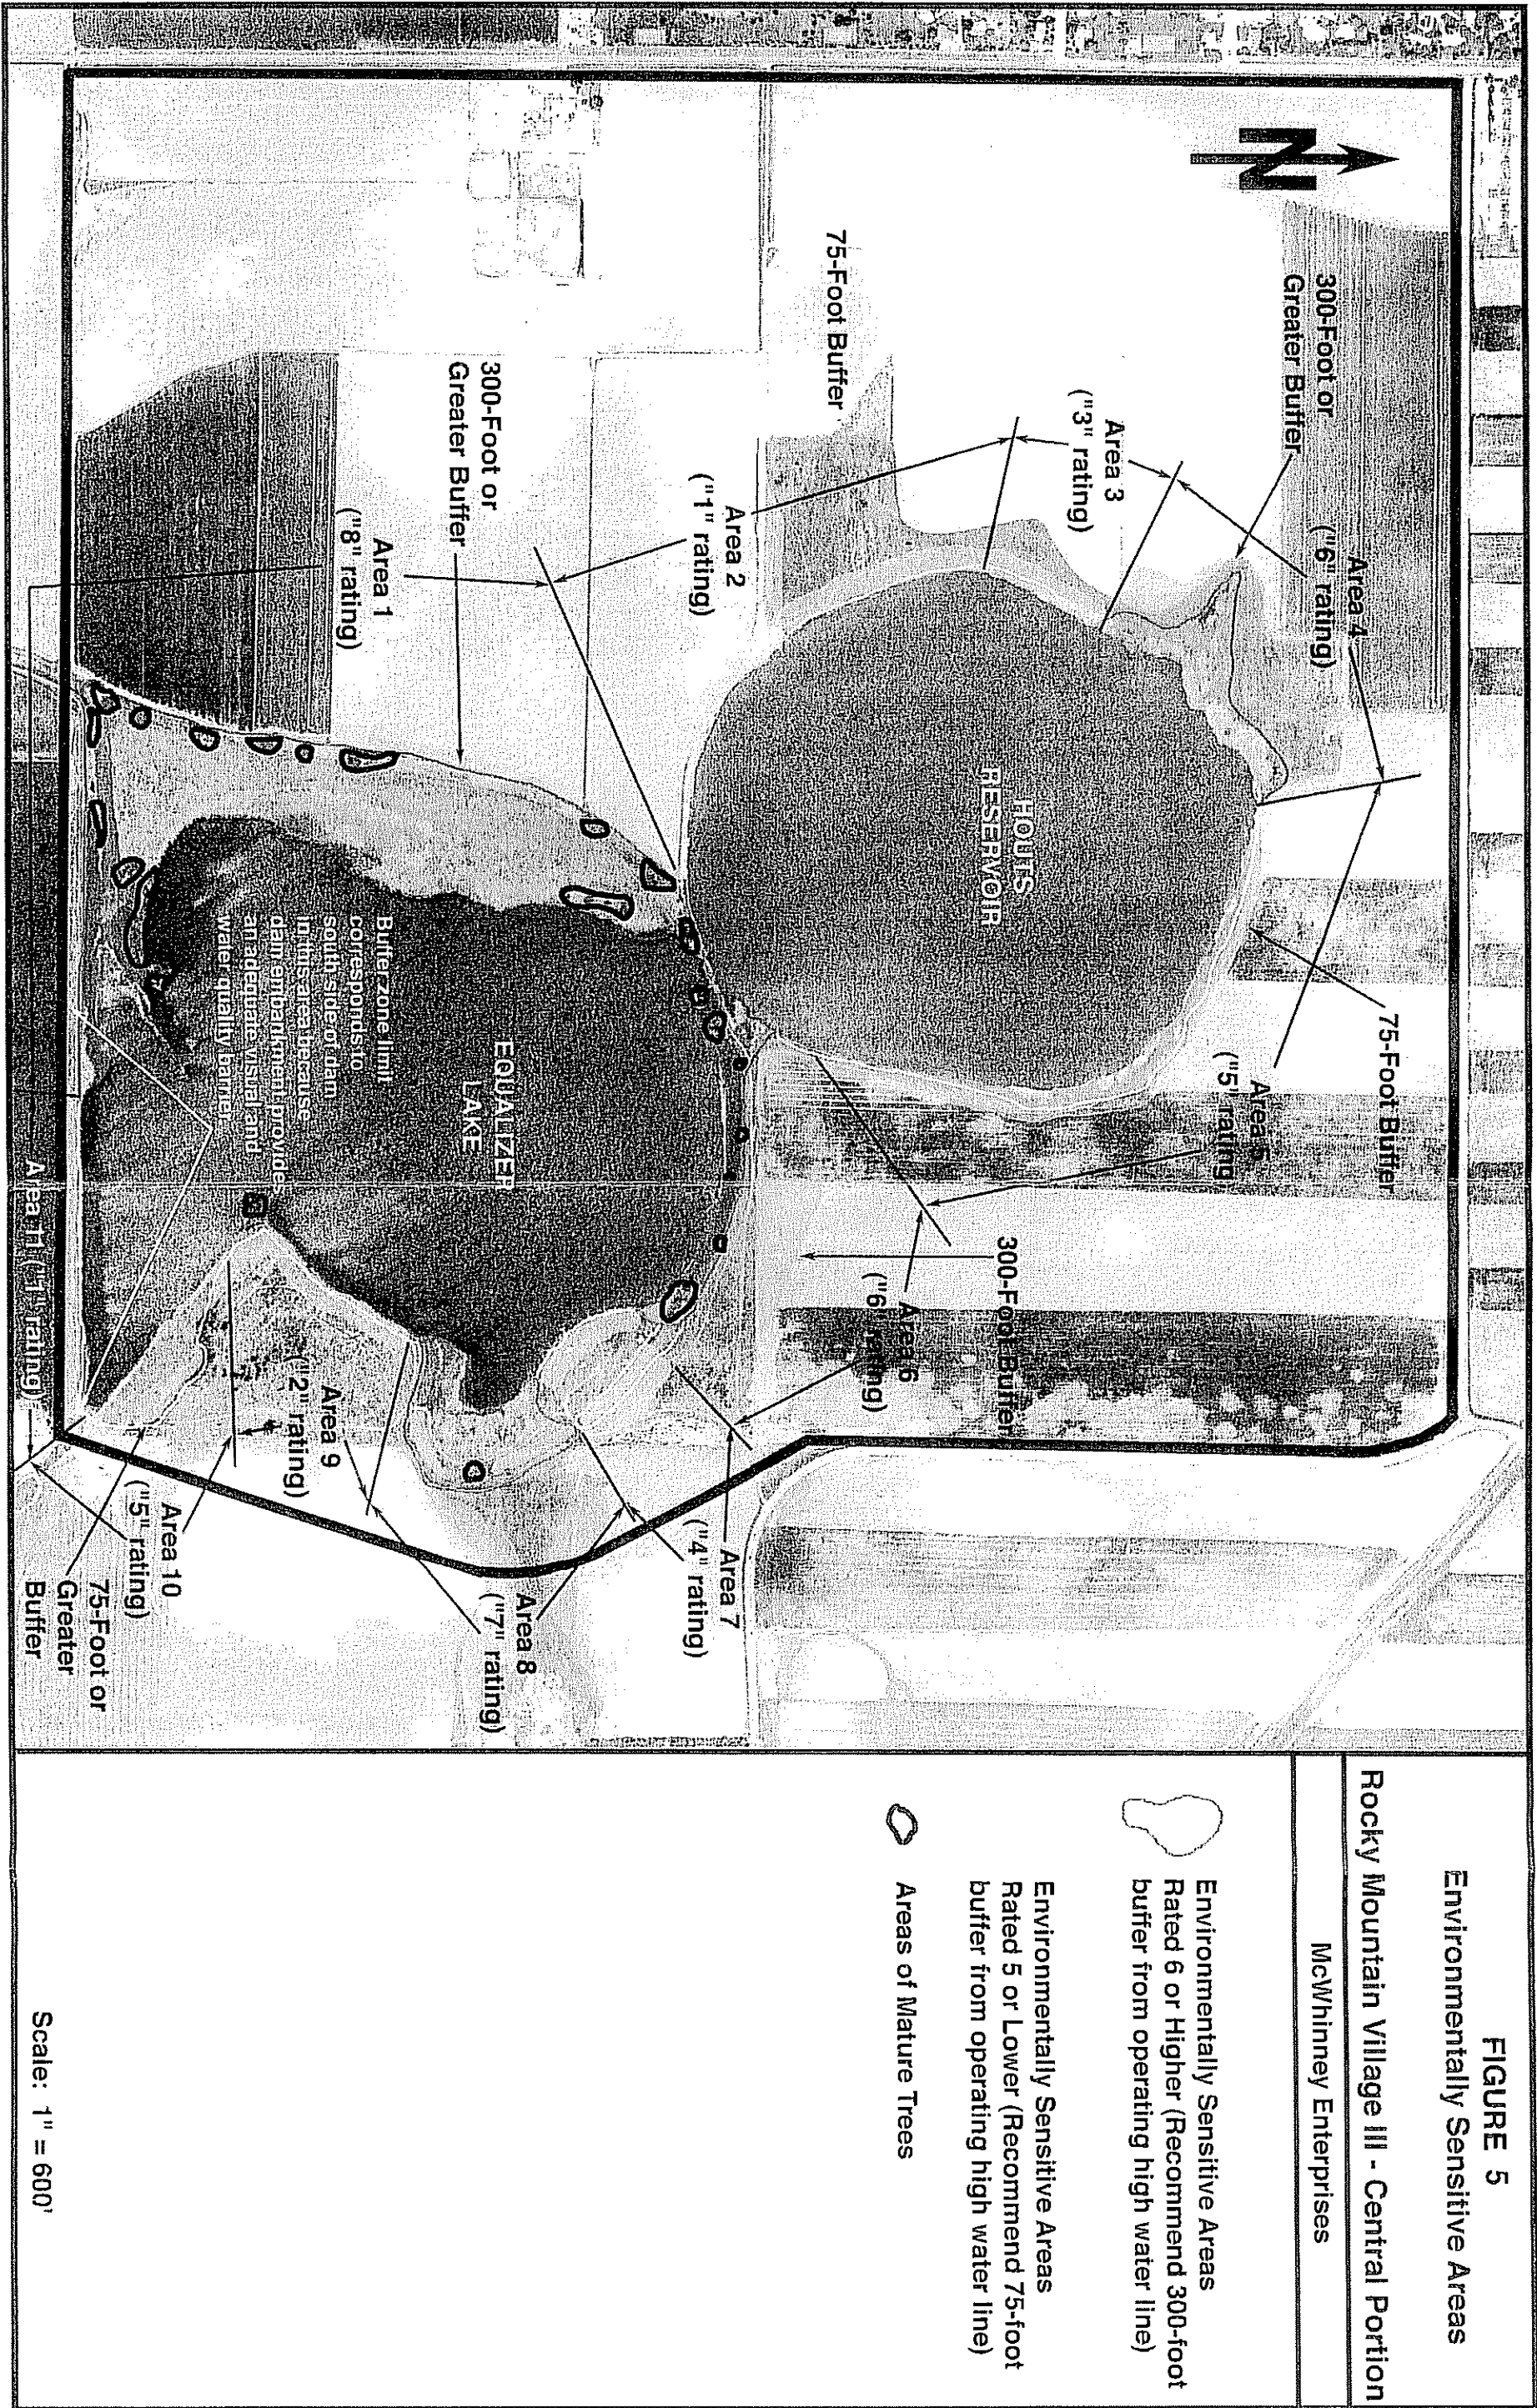 FIGURE 5
Environmentally Sensitive Areas
Rocky Mountain Village III - Central Portion
McWhinney Enterprises
Environmentally Sensitive Areas
Rated 6 or Higher (Recommend 300-foot
buffer from operating high water line)
Environmentally Sensitive Areas
Rated 5 or Lower (Recommend 75-foot
buffer from operating high water line)
Areas of Mature Trees
Scale: 1" = 600'
N
300-Foot or
Greater Buffer
Area 4
("6" rating)
75-Foot Buffer
Area 3
("3" rating)
75-Foot Buffer
Area 5
("5" rating
HOUTS
RESERVOIR
300-Foot Buffer
Area 6
("6" rating)
Area 2
("1" rating)
Area 7
("4" rating)
300-Foot or
Greater Buffer
EQUALIZER
LAKE
Area 8
("7" rating)
Area 1
("8" rating)
Buffer zone limit
corresponds to
south side of dam
in this area because
dam embankment provides
an adequate visual and
water quality barrier
Area 9
("2" rating)
Area 10
("5" rating)
75-Foot or
Greater
Buffer
Area 11 ("1" rating)